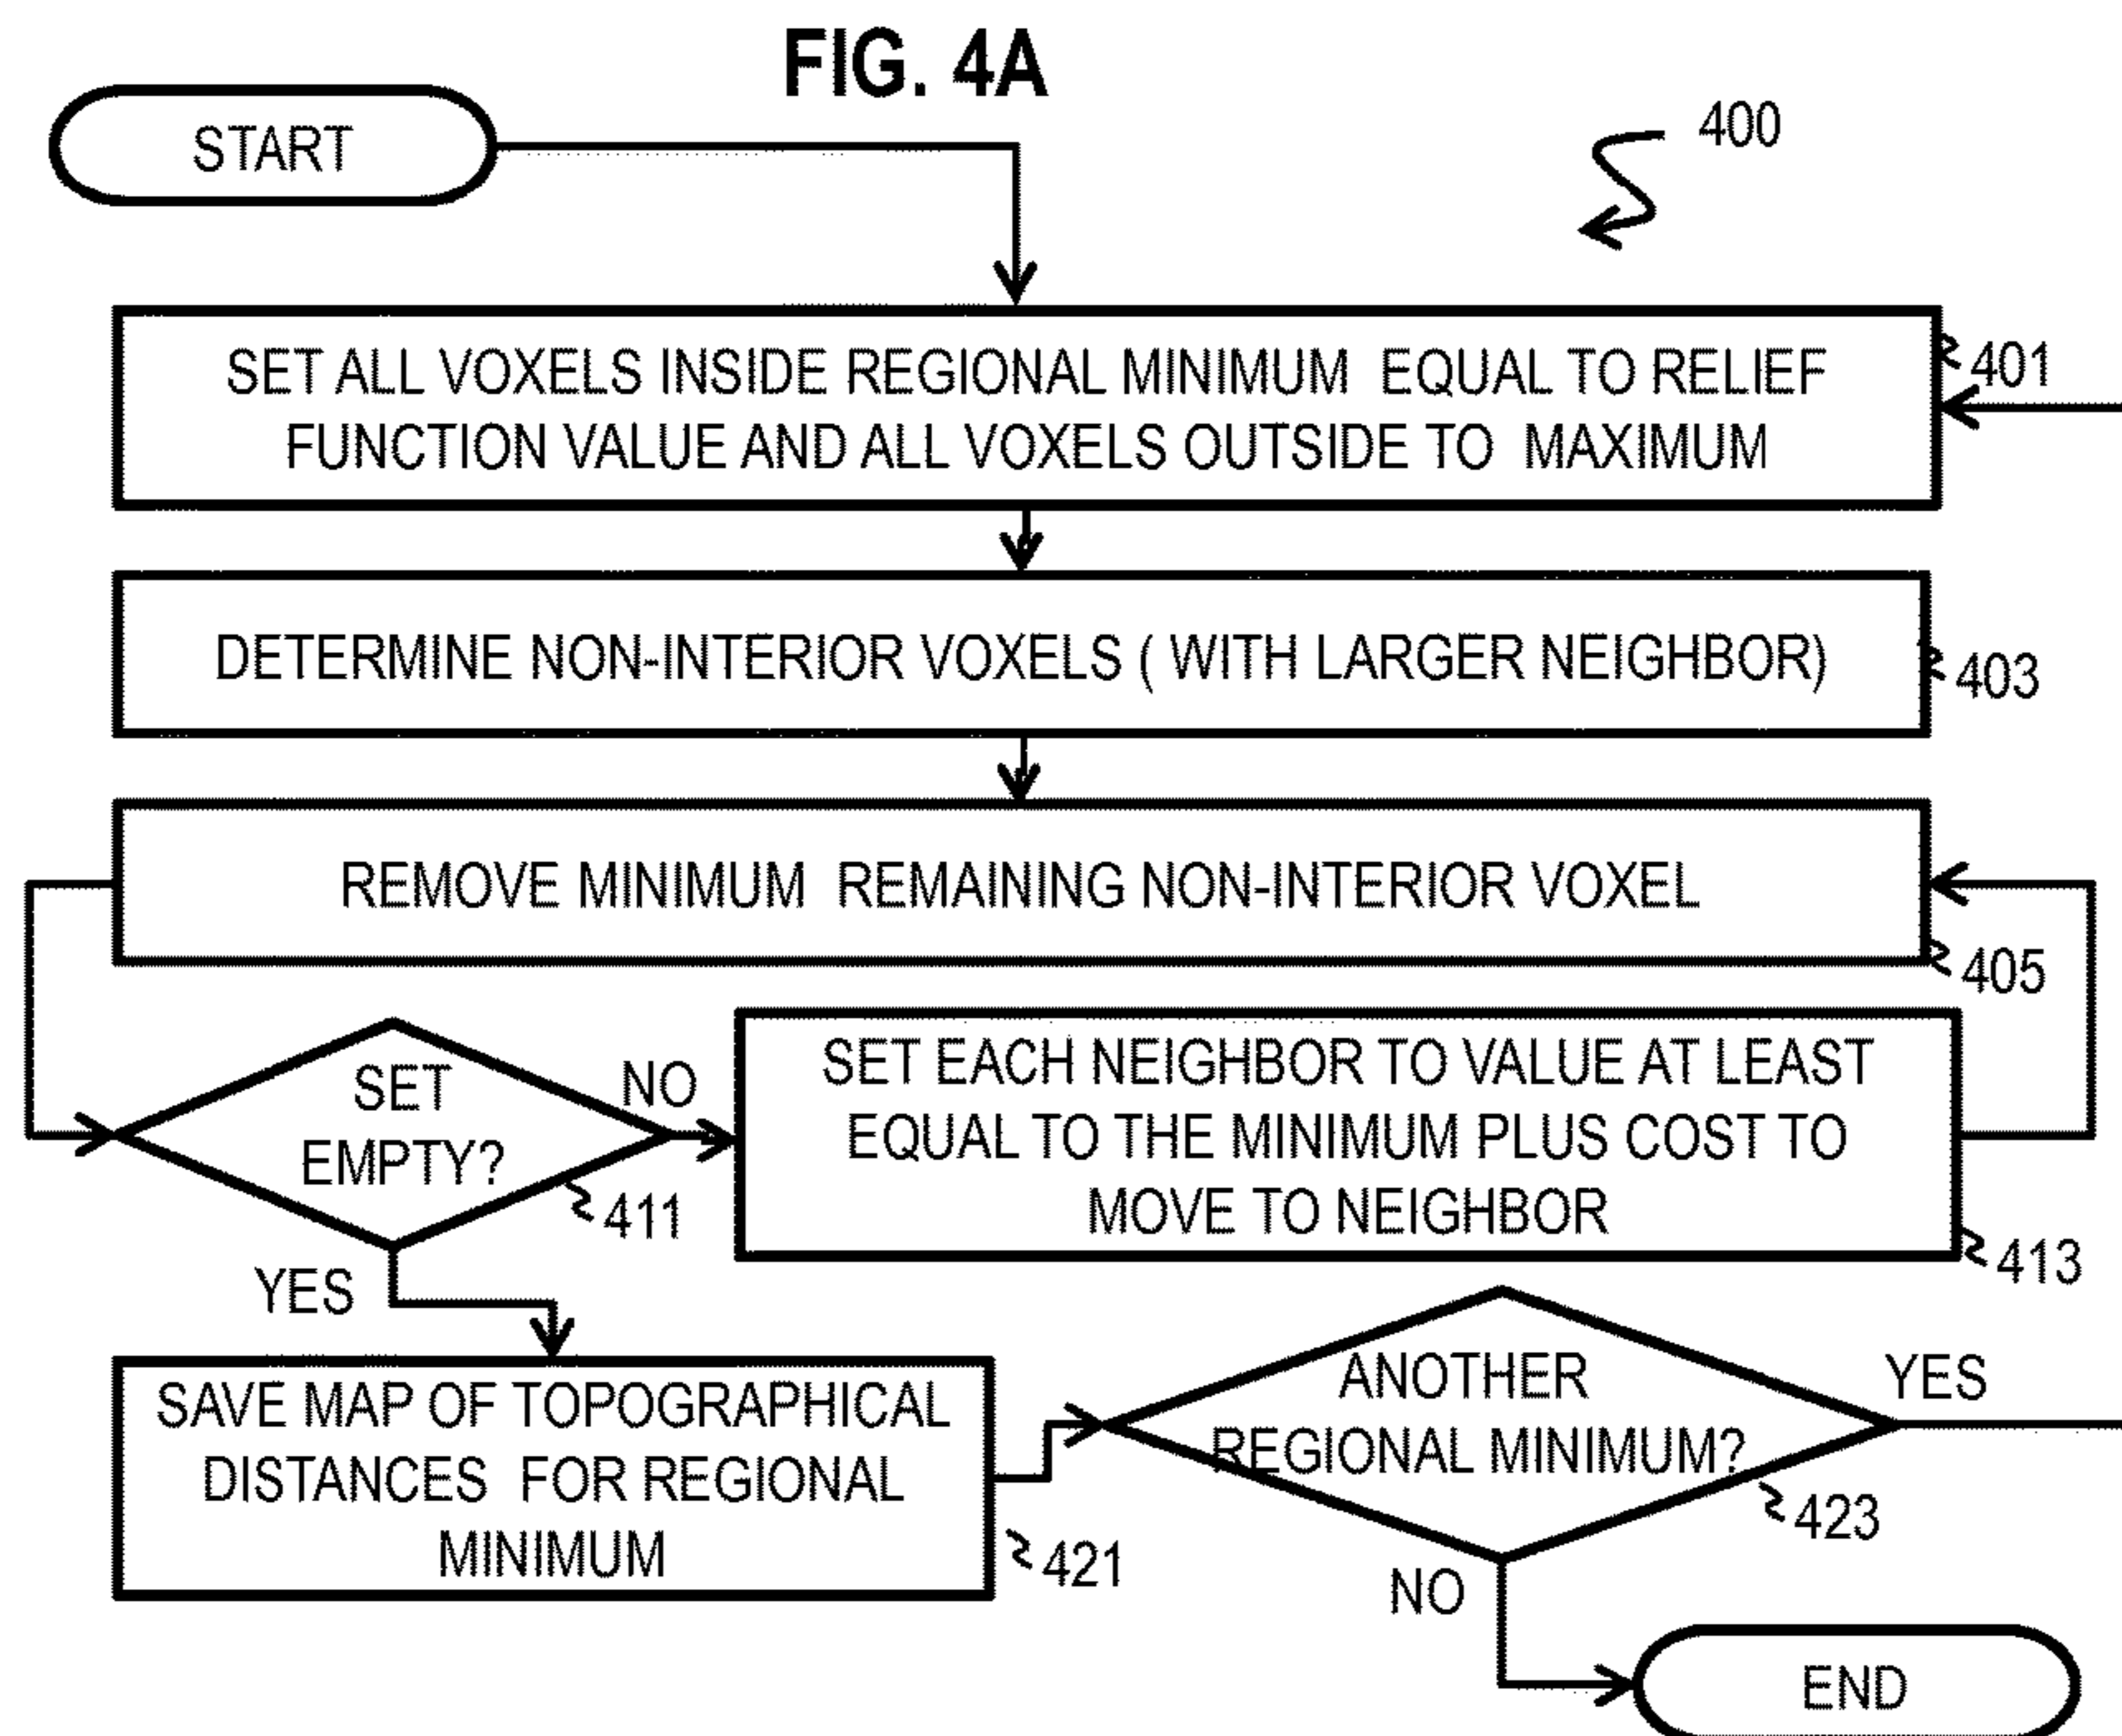 FIG. 4A
START
400
SET ALL VOXELS INSIDE REGIONAL MINIMUM EQUAL TO RELIEF
FUNCTION VALUE AND ALL VOXELS OUTSIDE TO MAXIMUM
401
DETERMINE NON-INTERIOR VOXELS ( WITH LARGER NEIGHBOR)
403
REMOVE MINIMUM REMAINING NON-INTERIOR VOXEL
405
SET
EMPTY?
411
NO
SET EACH NEIGHBOR TO VALUE AT LEAST
EQUAL TO THE MINIMUM PLUS COST TO
MOVE TO NEIGHBOR
413
YES
SAVE MAP OF TOPOGRAPHICAL
DISTANCES FOR REGIONAL
MINIMUM
421
ANOTHER
REGIONAL MINIMUM?
423
YES
NO
END